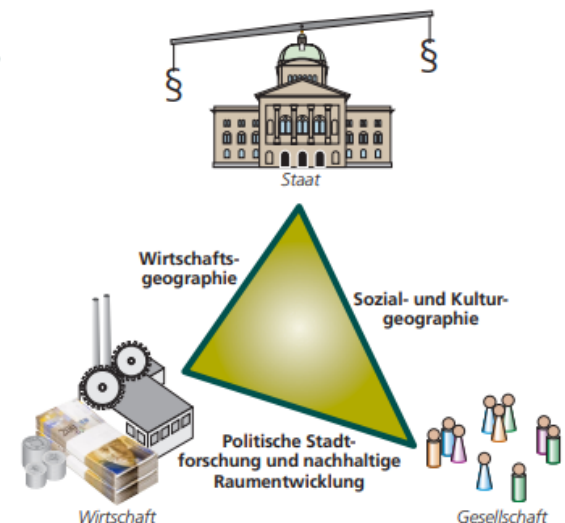 §
§
Staat
Wirtschafts-
geographie
Sozial- und Kultur-
geographie
Politische Stadt-
forschung und nachhaltige
Raumentwicklung
Wirtschaft
Gesellschaft